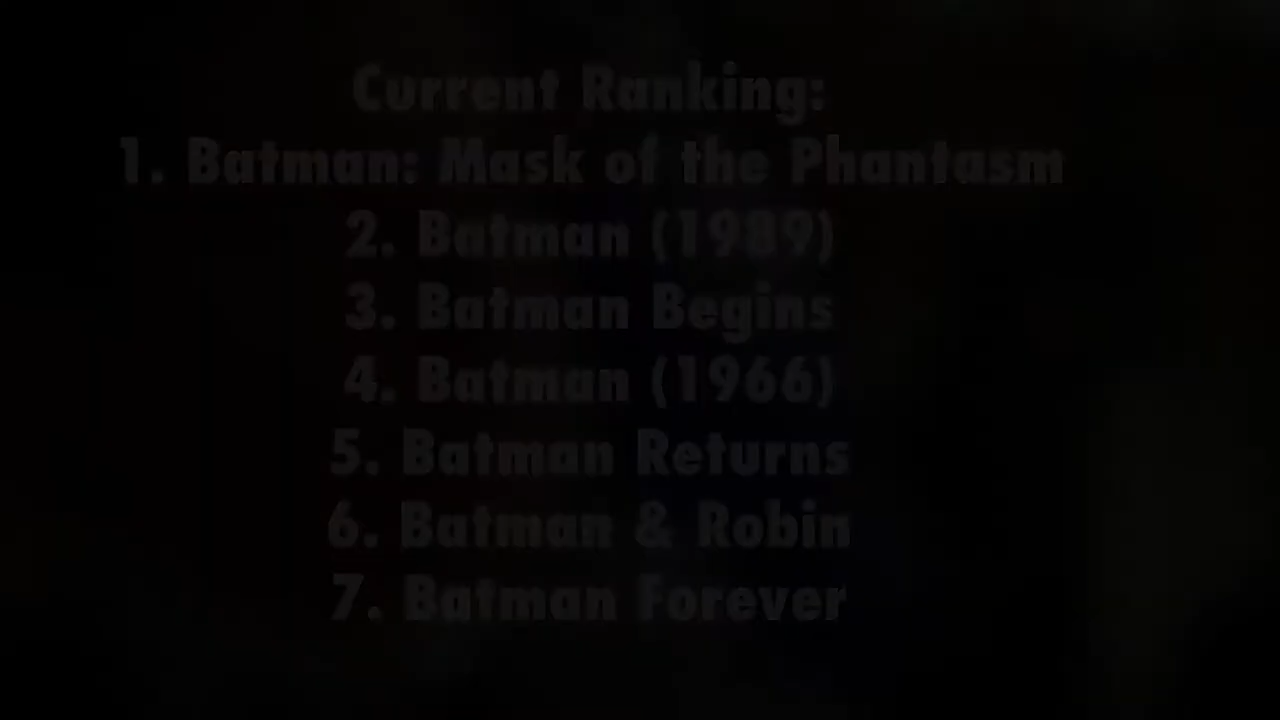 Current Ranking:
1. Batman: Mask of the Phantasm
2. Batman (1989)
3. Batman Begins
4. Batman (1966)
5. Batman Returns
6. Batman & Robin
7. Batman Forever